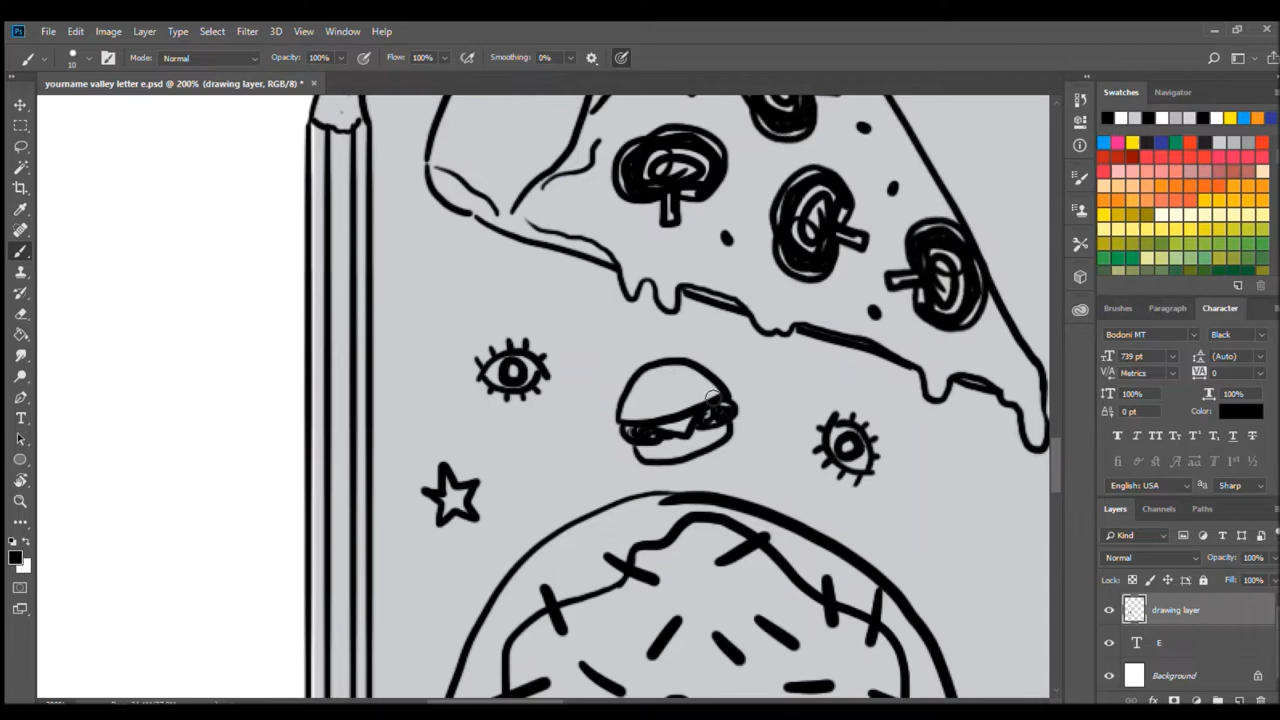 Ps File Edit Image Layer Type Select Filter 3D View Window Help
10 Mode: Normal Opacity: 100% Flow: 100% Smoothing: 0%
yourname valley letter e.psd @ 200% (drawing layer, RGB/8) *
Swatches Navigator
Brushes Paragraph Character
Bodoni MT Black
739 pt (Auto)
Metrics 0
100% 100%
0 pt Color:
English: USA Sharp
Layers Channels Paths
Kind
Normal Opacity: 100%
Lock: Fill: 100%
drawing layer
E
Background